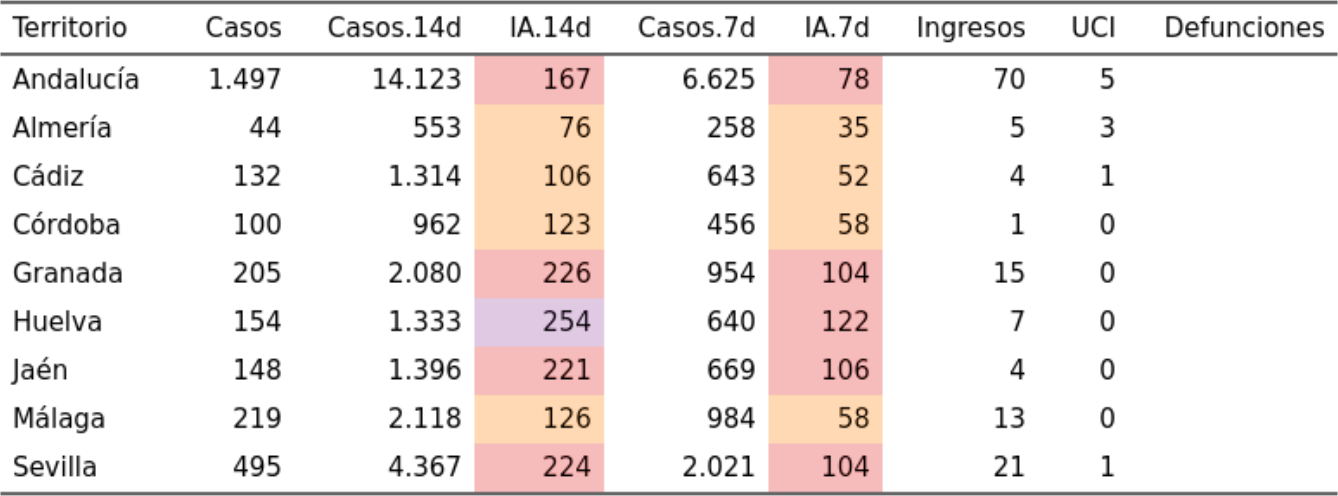 Territorio Casos Casos.14d IA.14d Casos.7d IA.7d Ingresos UCI Defunciones
Andalucía 1.497 14.123 167 6.625 78 70 5
Almería 44 553 76 258 35 5 3
Cádiz 132 1.314 106 643 52 4 1
Córdoba 100 962 123 456 58 1 0
Granada 205 2.080 226 954 104 15 0
Huelva 154 1.333 254 640 122 7 0
Jaén 148 1.396 221 669 106 4 0
Málaga 219 2.118 126 984 58 13 0
Sevilla 495 4.367 224 2.021 104 21 1